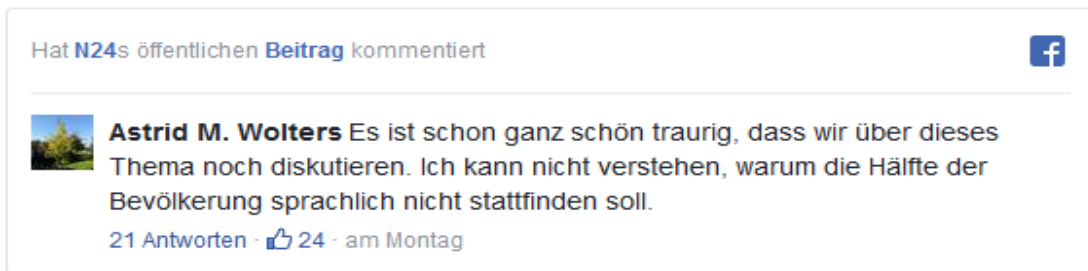 Hat N24s öffentlichen Beitrag kommentiert
Astrid M. Wolters Es ist schon ganz schön traurig, dass wir über dieses
Thema noch diskutieren. Ich kann nicht verstehen, warum die Hälfte der
Bevölkerung sprachlich nicht stattfinden soll.
21 Antworten · 24 · am Montag